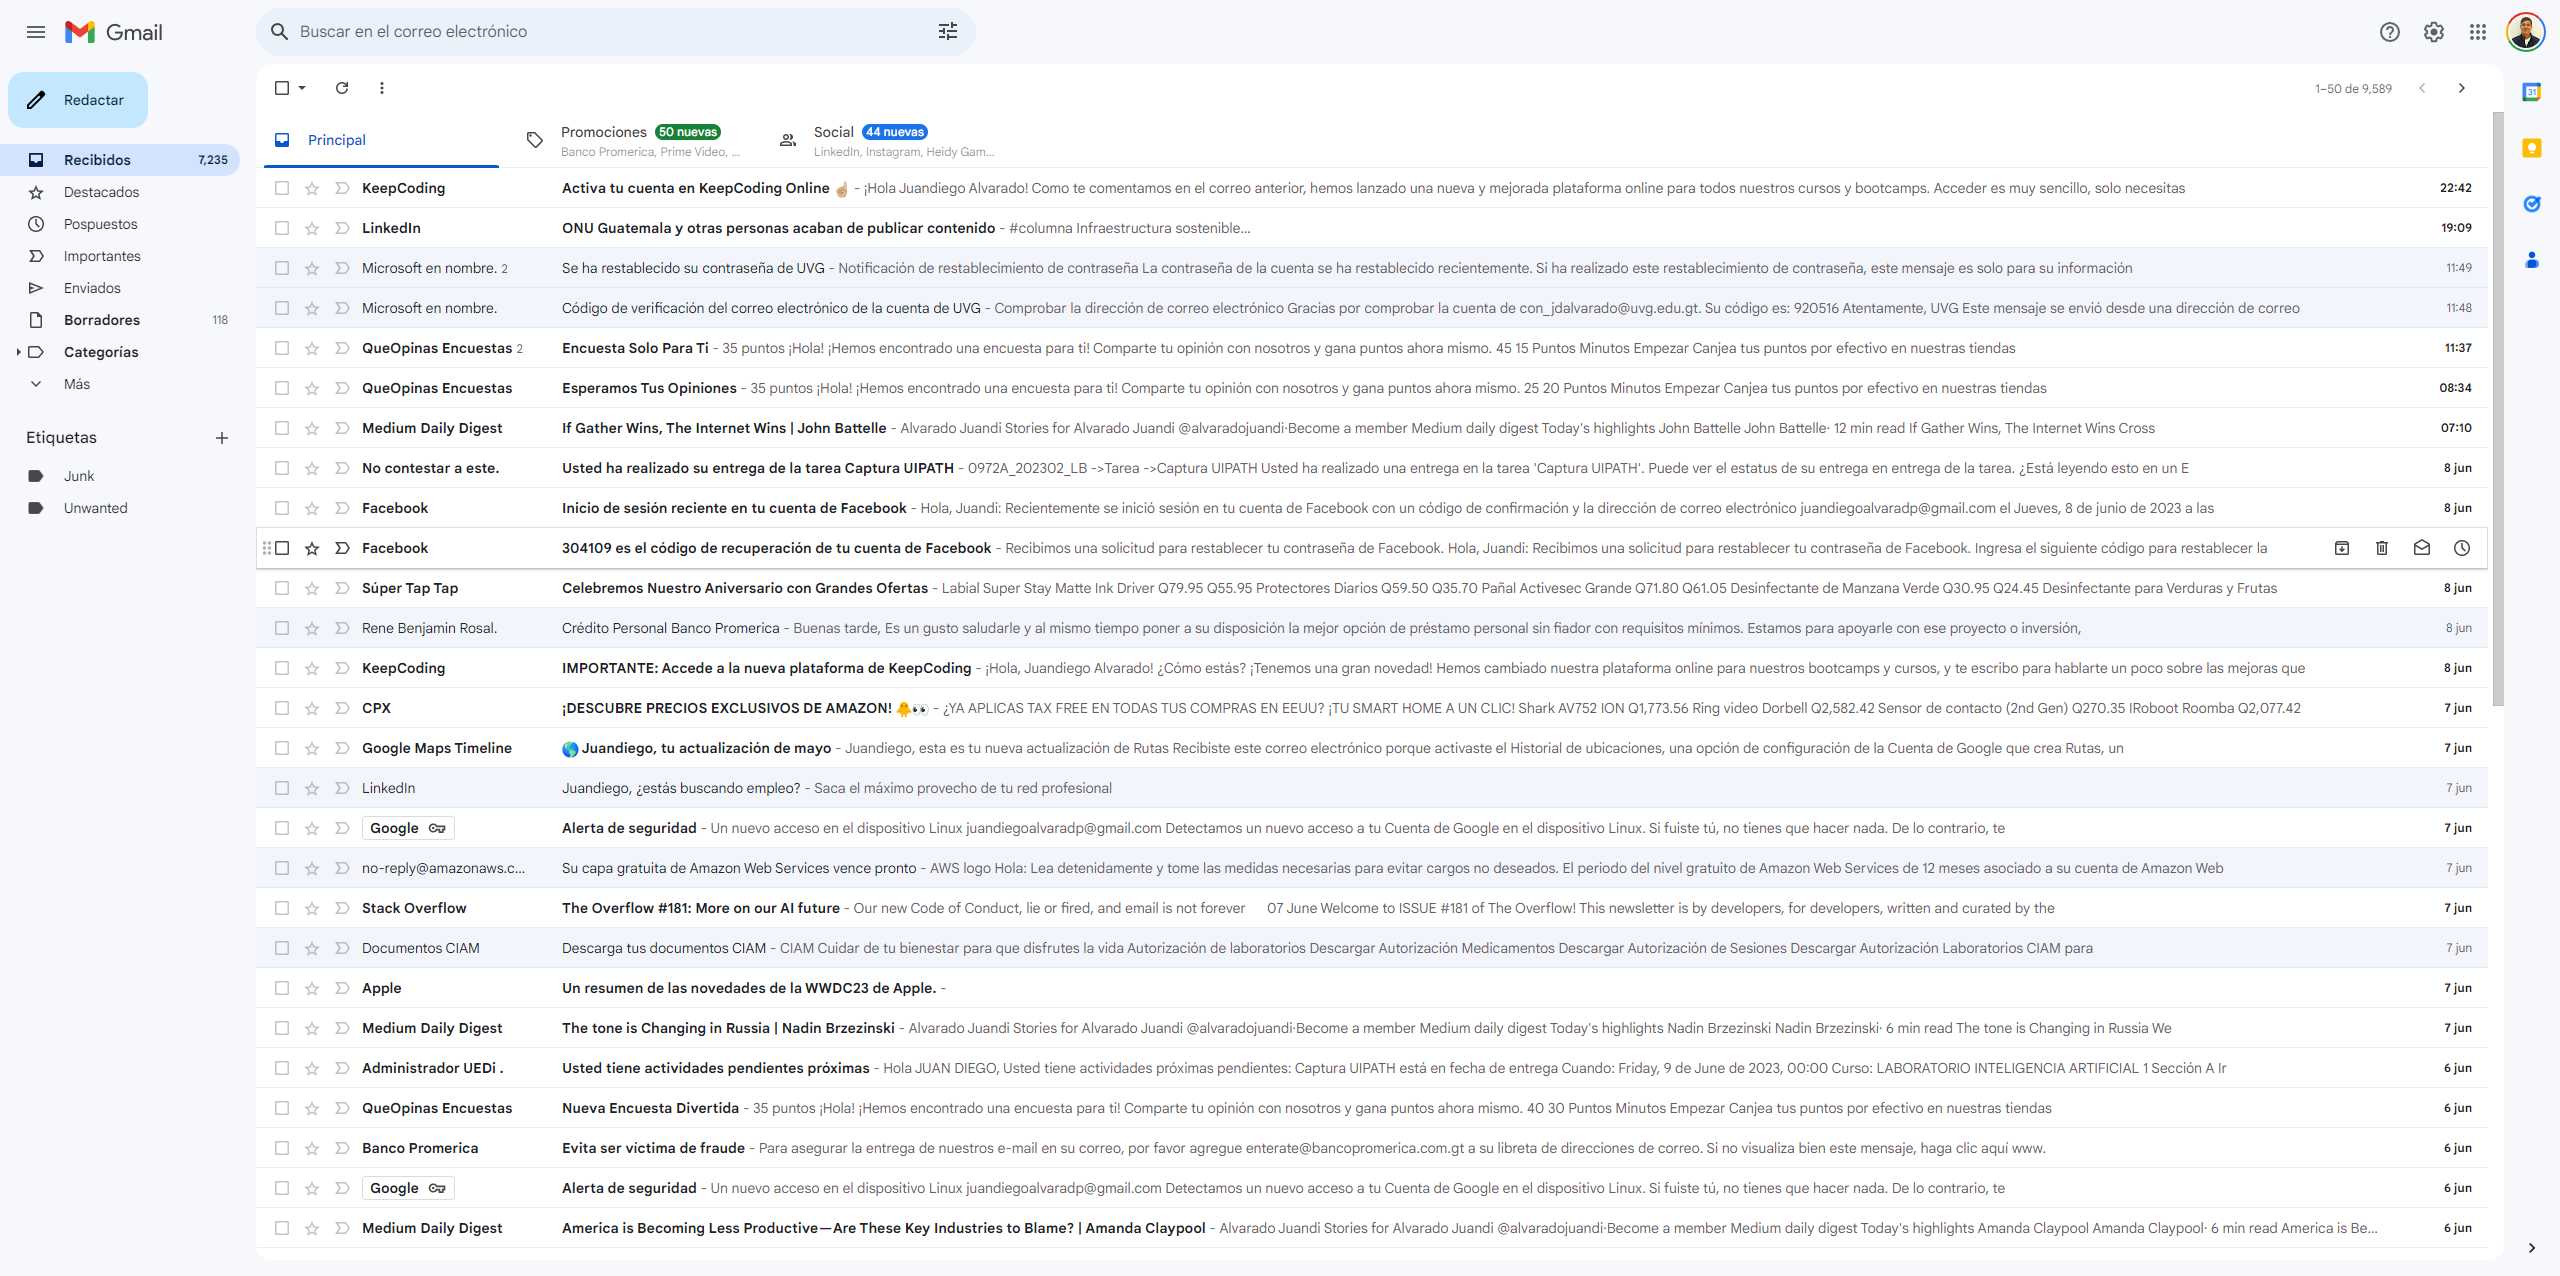 Gmail
Buscar en el correo electrónico
Redactar
Recibidos 7,235
Destacados
Pospuestos
Importantes
Enviados
Borradores 118
Categorías
Más
Etiquetas
Junk
Unwanted
1–50 de 9,589
Principal
Promociones 50 nuevas
Banco Promerica, Prime Video, ...
Social 44 nuevas
LinkedIn, Instagram, Heidy Gam...
KeepCoding Activa tu cuenta en KeepCoding Online ☝🏼 - ¡Hola Juandiego Alvarado! Como te comentamos en el correo anterior, hemos lanzado una nueva y mejorada plataforma online para todos nuestros cursos y bootcamps. Acceder es muy sencillo, solo necesitas 22:42
LinkedIn ONU Guatemala y otras personas acaban de publicar contenido - #columna Infraestructura sostenible... 19:09
Microsoft en nombre. 2 Se ha restablecido su contraseña de UVG - Notificación de restablecimiento de contraseña La contraseña de la cuenta se ha restablecido recientemente. Si ha realizado este restablecimiento de contraseña, este mensaje es solo para su información 11:49
Microsoft en nombre. Código de verificación del correo electrónico de la cuenta de UVG - Comprobar la dirección de correo electrónico Gracias por comprobar la cuenta de con_jdalvarado@uvg.edu.gt. Su código es: 920516 Atentamente, UVG Este mensaje se envió desde una dirección de correo 11:48
QueOpinas Encuestas 2 Encuesta Solo Para Ti - 35 puntos ¡Hola! ¡Hemos encontrado una encuesta para ti! Comparte tu opinión con nosotros y gana puntos ahora mismo. 45 15 Puntos Minutos Empezar Canjea tus puntos por efectivo en nuestras tiendas 11:37
QueOpinas Encuestas Esperamos Tus Opiniones - 35 puntos ¡Hola! ¡Hemos encontrado una encuesta para ti! Comparte tu opinión con nosotros y gana puntos ahora mismo. 25 20 Puntos Minutos Empezar Canjea tus puntos por efectivo en nuestras tiendas 08:34
Medium Daily Digest If Gather Wins, The Internet Wins | John Battelle - Alvarado Juandi Stories for Alvarado Juandi @alvaradojuandi·Become a member Medium daily digest Today's highlights John Battelle John Battelle· 12 min read If Gather Wins, The Internet Wins Cross 07:10
No contestar a este. Usted ha realizado su entrega de la tarea Captura UIPATH - 0972A_202302_LB ->Tarea ->Captura UIPATH Usted ha realizado una entrega en la tarea 'Captura UIPATH'. Puede ver el estatus de su entrega en entrega de la tarea. ¿Está leyendo esto en un E 8 jun
Facebook Inicio de sesión reciente en tu cuenta de Facebook - Hola, Juandi: Recientemente se inició sesión en tu cuenta de Facebook con un código de confirmación y la dirección de correo electrónico juandiegoalvaradp@gmail.com el Jueves, 8 de junio de 2023 a las 8 jun
Facebook 304109 es el código de recuperación de tu cuenta de Facebook - Recibimos una solicitud para restablecer tu contraseña de Facebook. Hola, Juandi: Recibimos una solicitud para restablecer tu contraseña de Facebook. Ingresa el siguiente código para restablecer la
Súper Tap Tap Celebremos Nuestro Aniversario con Grandes Ofertas - Labial Super Stay Matte Ink Driver Q79.95 Q55.95 Protectores Diarios Q59.50 Q35.70 Pañal Activesec Grande Q71.80 Q61.05 Desinfectante de Manzana Verde Q30.95 Q24.45 Desinfectante para Verduras y Frutas 8 jun
Rene Benjamin Rosal. Crédito Personal Banco Promerica - Buenas tarde, Es un gusto saludarle y al mismo tiempo poner a su disposición la mejor opción de préstamo personal sin fiador con requisitos mínimos. Estamos para apoyarle con ese proyecto o inversión, 8 jun
KeepCoding IMPORTANTE: Accede a la nueva plataforma de KeepCoding - ¡Hola, Juandiego Alvarado! ¿Cómo estás? ¡Tenemos una gran novedad! Hemos cambiado nuestra plataforma online para nuestros bootcamps y cursos, y te escribo para hablarte un poco sobre las mejoras que 8 jun
CPX ¡DESCUBRE PRECIOS EXCLUSIVOS DE AMAZON! 🐥👀 - ¿YA APLICAS TAX FREE EN TODAS TUS COMPRAS EN EEUU? ¡TU SMART HOME A UN CLIC! Shark AV752 ION Q1,773.56 Ring video Dorbell Q2,582.42 Sensor de contacto (2nd Gen) Q270.35 IRoboot Roomba Q2,077.42 7 jun
Google Maps Timeline 🌎 Juandiego, tu actualización de mayo - Juandiego, esta es tu nueva actualización de Rutas Recibiste este correo electrónico porque activaste el Historial de ubicaciones, una opción de configuración de la Cuenta de Google que crea Rutas, un 7 jun
LinkedIn Juandiego, ¿estás buscando empleo? - Saca el máximo provecho de tu red profesional 7 jun
Google Alerta de seguridad - Un nuevo acceso en el dispositivo Linux juandiegoalvaradp@gmail.com Detectamos un nuevo acceso a tu Cuenta de Google en el dispositivo Linux. Si fuiste tú, no tienes que hacer nada. De lo contrario, te 7 jun
no-reply@amazonaws.c... Su capa gratuita de Amazon Web Services vence pronto - AWS logo Hola: Lea detenidamente y tome las medidas necesarias para evitar cargos no deseados. El periodo del nivel gratuito de Amazon Web Services de 12 meses asociado a su cuenta de Amazon Web 7 jun
Stack Overflow The Overflow #181: More on our AI future - Our new Code of Conduct, lie or fired, and email is not forever 07 June Welcome to ISSUE #181 of The Overflow! This newsletter is by developers, for developers, written and curated by the 7 jun
Documentos CIAM Descarga tus documentos CIAM - CIAM Cuidar de tu bienestar para que disfrutes la vida Autorización de laboratorios Descargar Autorización Medicamentos Descargar Autorización de Sesiones Descargar Autorización Laboratorios CIAM para 7 jun
Apple Un resumen de las novedades de la WWDC23 de Apple. - 7 jun
Medium Daily Digest The tone is Changing in Russia | Nadin Brzezinski - Alvarado Juandi Stories for Alvarado Juandi @alvaradojuandi·Become a member Medium daily digest Today's highlights Nadin Brzezinski Nadin Brzezinski· 6 min read The tone is Changing in Russia We 7 jun
Administrador UEDi . Usted tiene actividades pendientes próximas - Hola JUAN DIEGO, Usted tiene actividades próximas pendientes: Captura UIPATH está en fecha de entrega Cuando: Friday, 9 de June de 2023, 00:00 Curso: LABORATORIO INTELIGENCIA ARTIFICIAL 1 Sección A Ir 6 jun
QueOpinas Encuestas Nueva Encuesta Divertida - 35 puntos ¡Hola! ¡Hemos encontrado una encuesta para ti! Comparte tu opinión con nosotros y gana puntos ahora mismo. 40 30 Puntos Minutos Empezar Canjea tus puntos por efectivo en nuestras tiendas 6 jun
Banco Promerica Evita ser víctima de fraude - Para asegurar la entrega de nuestros e-mail en su correo, por favor agregue enterate@bancopromerica.com.gt a su libreta de direcciones de correo. Si no visualiza bien este mensaje, haga clic aquí www. 6 jun
Google Alerta de seguridad - Un nuevo acceso en el dispositivo Linux juandiegoalvaradp@gmail.com Detectamos un nuevo acceso a tu Cuenta de Google en el dispositivo Linux. Si fuiste tú, no tienes que hacer nada. De lo contrario, te 6 jun
Medium Daily Digest America is Becoming Less Productive—Are These Key Industries to Blame? | Amanda Claypool - Alvarado Juandi Stories for Alvarado Juandi @alvaradojuandi·Become a member Medium daily digest Today's highlights Amanda Claypool Amanda Claypool· 6 min read America is Be... 6 jun